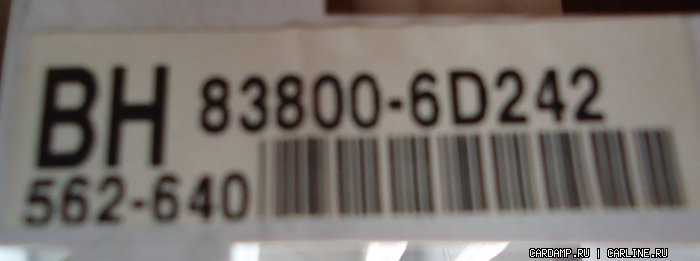 BH 83800-6D242
562-640
CARDAMP.RU | CARLINE.RU